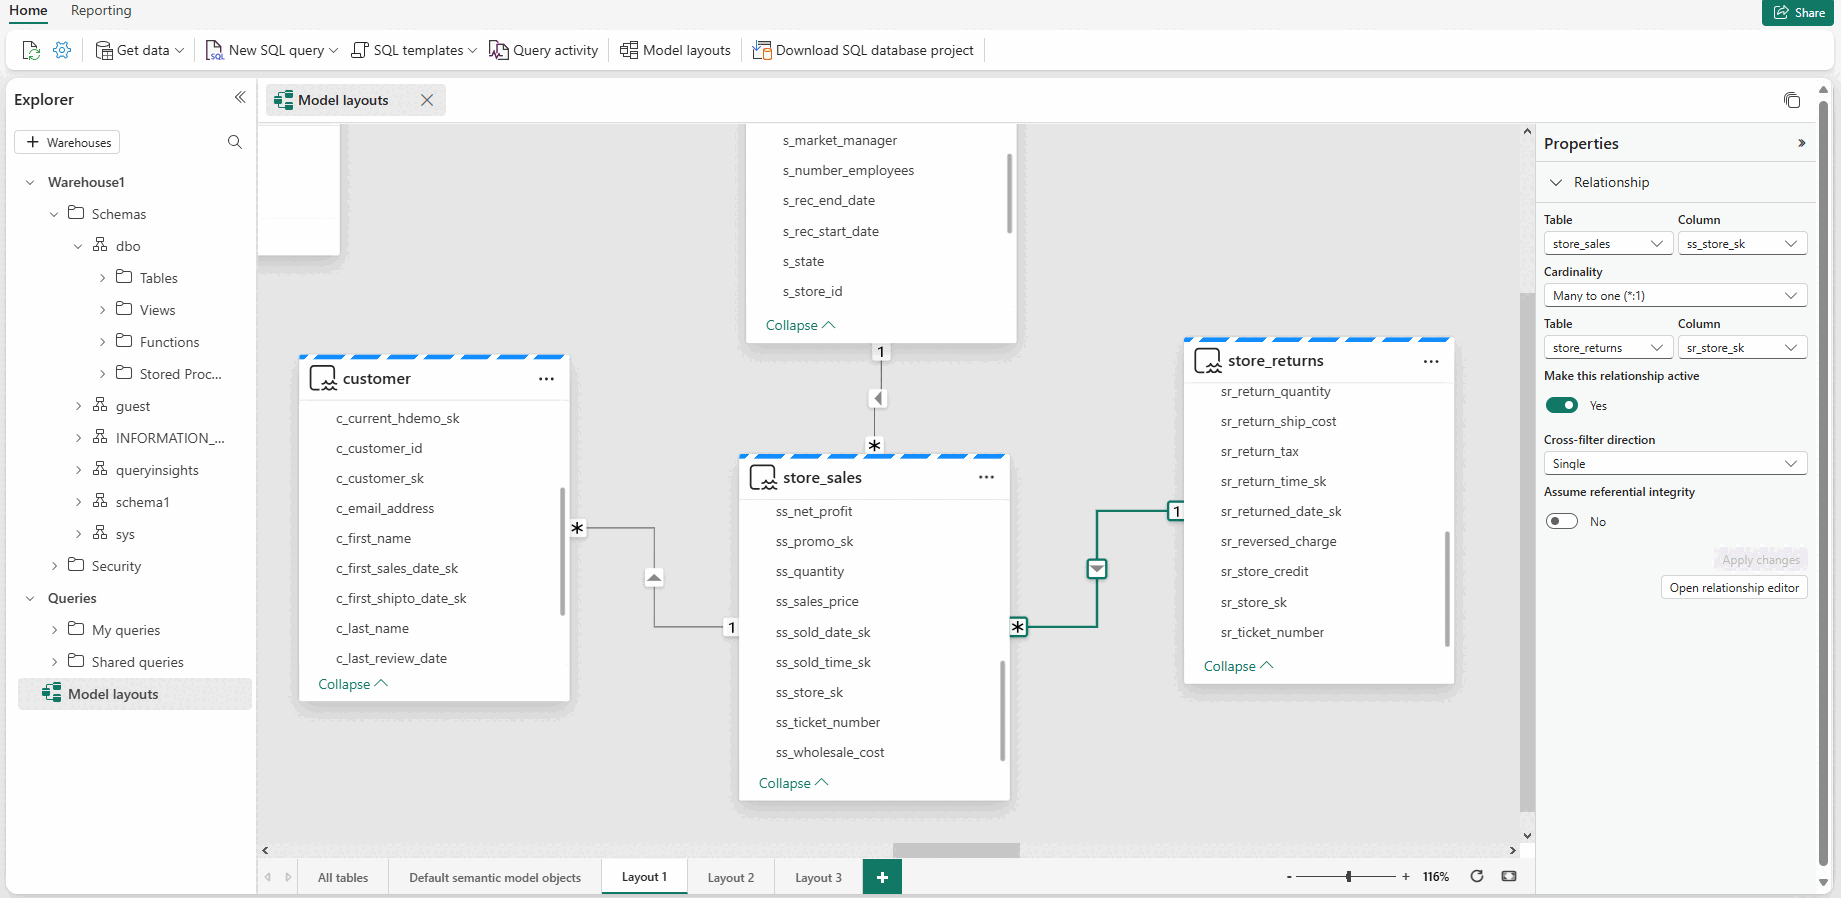 Home
Reporting
Share
Get data
SQL
New SQL query
SQL templates
Query activity
Model layouts
Download SQL database project
Explorer
+ Warehouses
Warehouse1
Schemas
dbo
Tables
Views
Functions
Stored Proc...
guest
INFORMATION_...
queryinsights
schema1
sys
Security
Queries
My queries
Shared queries
Model layouts
Model layouts
s_market_manager
s_number_employees
s_rec_end_date
s_rec_start_date
s_state
s_store_id
Collapse
1
*
customer
c_current_hdemo_sk
c_customer_id
c_customer_sk
c_email_address
c_first_name
c_first_sales_date_sk
c_first_shipto_date_sk
c_last_name
c_last_review_date
Collapse
*
1
store_sales
ss_net_profit
ss_promo_sk
ss_quantity
ss_sales_price
ss_sold_date_sk
ss_sold_time_sk
ss_store_sk
ss_ticket_number
ss_wholesale_cost
Collapse
*
1
store_returns
sr_return_quantity
sr_return_ship_cost
sr_return_tax
sr_return_time_sk
sr_returned_date_sk
sr_reversed_charge
sr_store_credit
sr_store_sk
sr_ticket_number
Collapse
All tables
Default semantic model objects
Layout 1
Layout 2
Layout 3
+
- + 116%
Properties
Relationship
Table Column
store_sales ss_store_sk
Cardinality
Many to one (*:1)
Table Column
store_returns sr_store_sk
Make this relationship active
Yes
Cross-filter direction
Single
Assume referential integrity
No
Apply changes
Open relationship editor